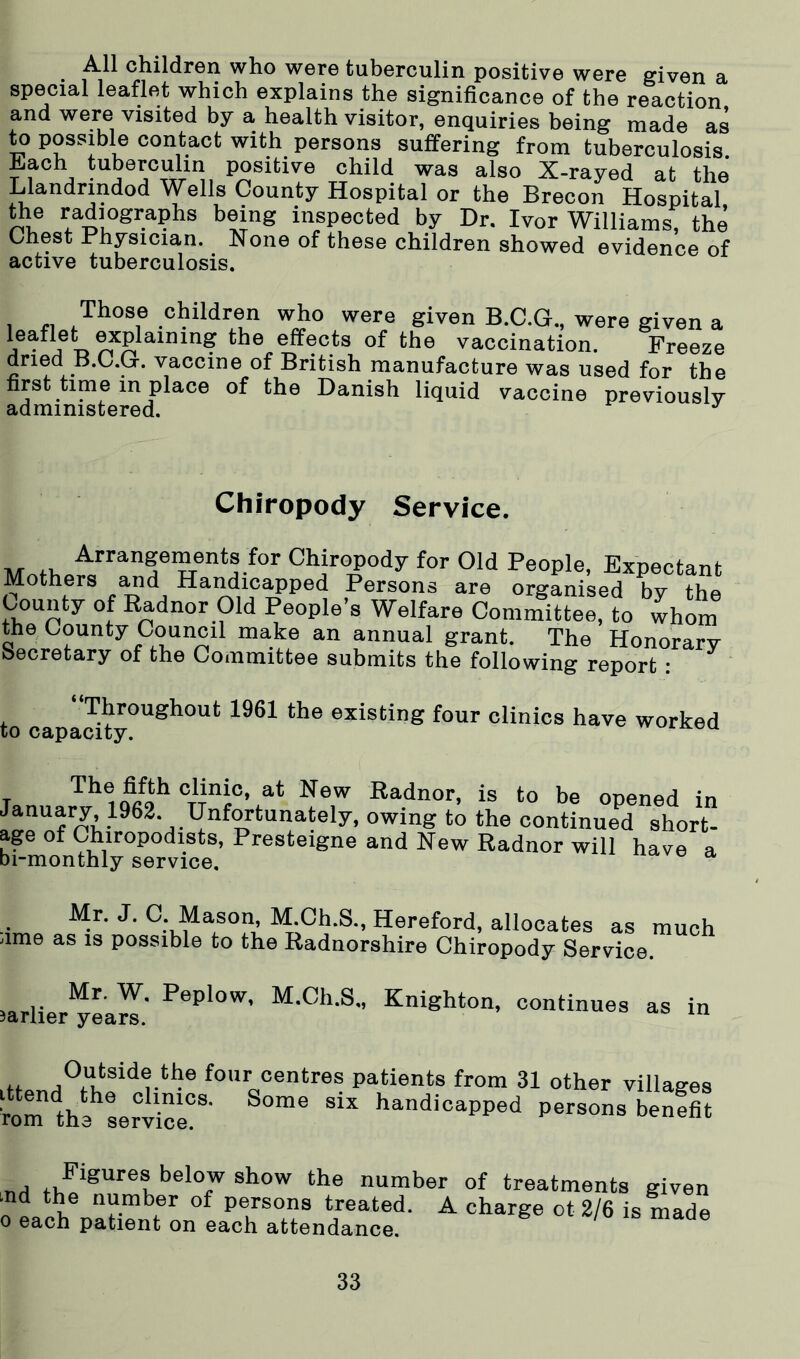 All children who were tuberculin positive were given a
special leaflet which explains the significance of the reaction,
and were visited by a health visitor, enquiries being made as
to possible contact with persons suffering from tuberculosis.
Each tuberculin positive child was also X-rayed at the
Llandrindod Wells County Hospital or the Brecon Hospital,
the radiographs being inspected by Dr. Ivor Williams, the
Chest Physician. None of these children showed evidence of
active tuberculosis.
Those children who were given B.C.G., were given a
leaflet explaining the effects of the vaccination. Freeze
dried B.C.G. vaccine of British manufacture was used for the
first time in place of the Danish liquid vaccine previously
administered.
Chiropody Service.
Arrangements for Chiropody for Old People, Expectant
Mothers and Handicapped Persons are organised by the
County of Radnor Old People's Welfare Committee, to whom
the County Council make an annual grant. The Honorary
Secretary of the Committee submits the following report :
"Throughout 1961 the existing four clinics have worked
to capacity.
The fifth clinic, at New Radnor, is to be opened in
January, 1962. Unfortunately, owing to the continued short-
age of Chiropodists, Presteigne and New Radnor will have a
bi-monthly service.
Mr. J. C. Mason, M.Ch.S., Hereford, allocates as much
ime as is possible to the Radnorshire Chiropody Service.
Mr. W. Peplow, M.Ch.S., Knighton, continues as in
arlier years.
Outside the four centres patients from 31 other villages
ttend the clinics. Some six handicapped persons benefit
rom the service.
Figures below show the number of treatments given
nd the number of persons treated. A charge of 2/6 is made
o each patient on each attendance.
33